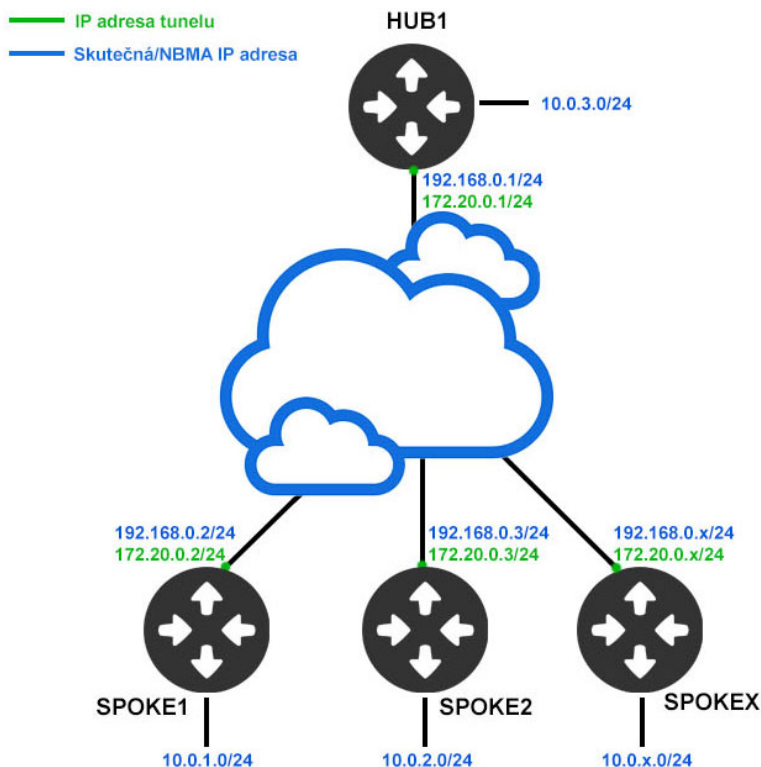 IP adresa tunelu
Skutečná/NBMA IP adresa
HUB1
10.0.3.0/24
192.168.0.1/24
172.20.0.1/24
192.168.0.2/24
172.20.0.2/24
192.168.0.3/24
172.20.0.3/24
192.168.0.x/24
172.20.0.x/24
SPOKE1
SPOKE2
SPOKEX
10.0.1.0/24
10.0.2.0/24
10.0.x.0/24